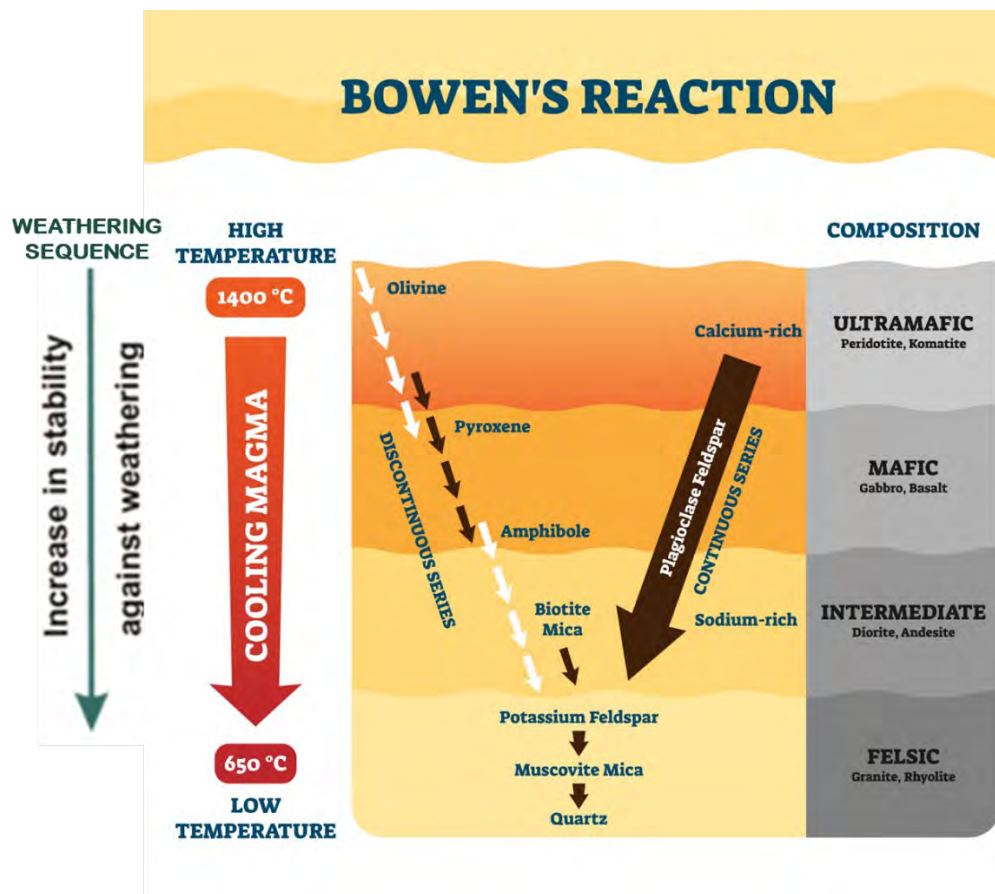 BOWEN'S REACTION
WEATHERING
SEQUENCE
HIGH
TEMPERATURE
COMPOSITION
1400 °C
Increase in stability
against weathering
COOLING MAGMA
Olivine
Calcium-rich
ULTRAMAFIC
Peridotite, Komatite
Pyroxene
DISCONTINUOUS SERIES
Plagioclase Feldspar
CONTINUOUS SERIES
MAFIC
Gabbro, Basalt
Amphibole
Biotite
Mica
Sodium-rich
INTERMEDIATE
Diorite, Andesite
Potassium Feldspar
650 °C
Muscovite Mica
FELSIC
Granite, Rhyolite
LOW
TEMPERATURE
Quartz